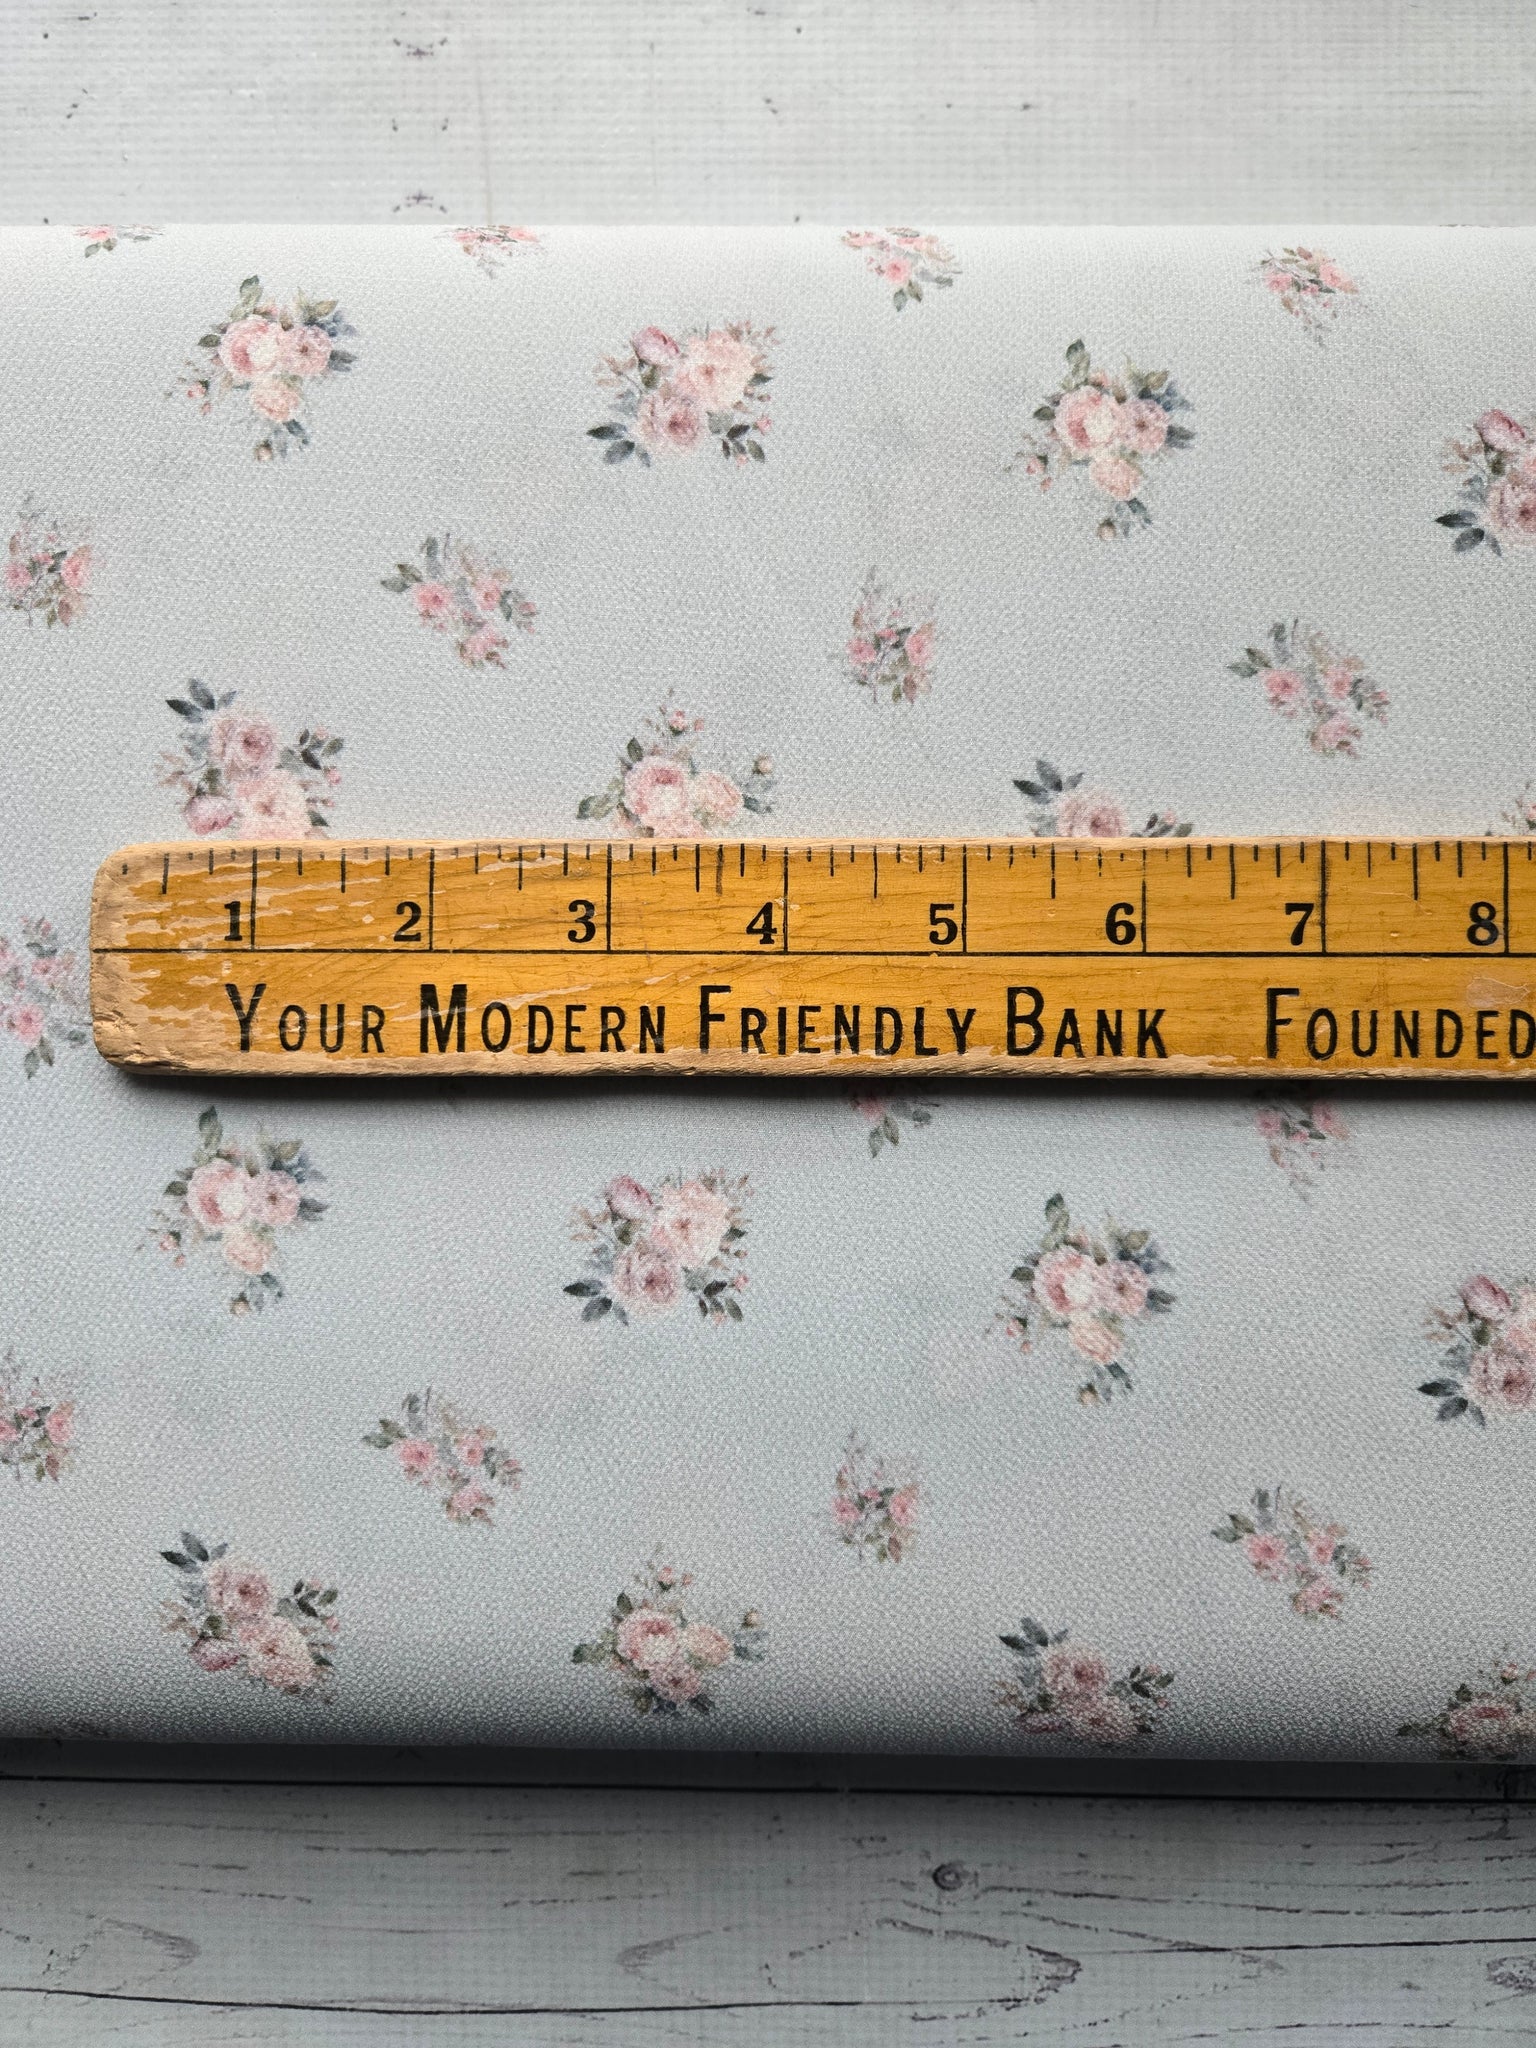 1 2 3 4 5 6 7 8
YOUR MODERN FRIENDLY BANK FOUNDED